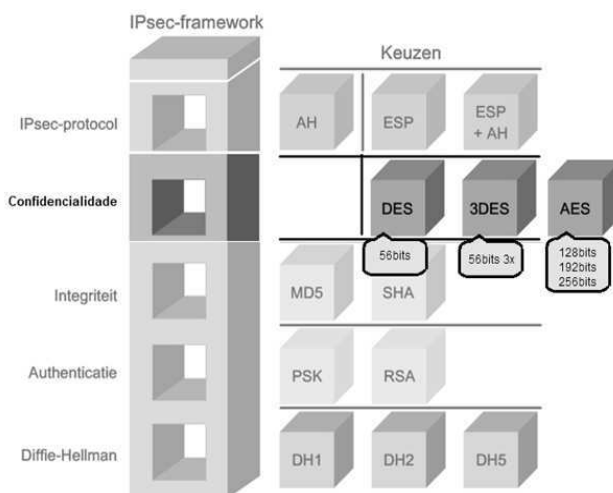 IPsec-framework
Keuzen
IPsec-protocol
AH
ESP
ESP
+ AH
Confidencialidade
DES
3DES
AES
56bits
56bits 3x
128bits
192bits
256bits
Integriteit
MD5
SHA
Authenticatie
PSK
RSA
Diffie-Hellman
DH1
DH2
DH5